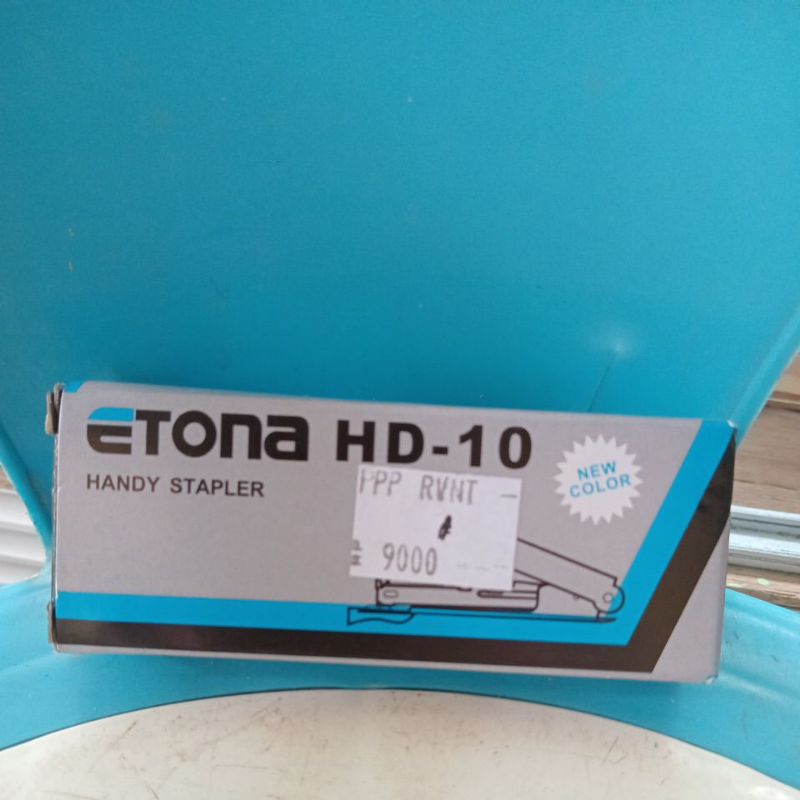 ETONA HD-10
HANDY STAPLER
NEW
COLOR
PPP RVNT
9000